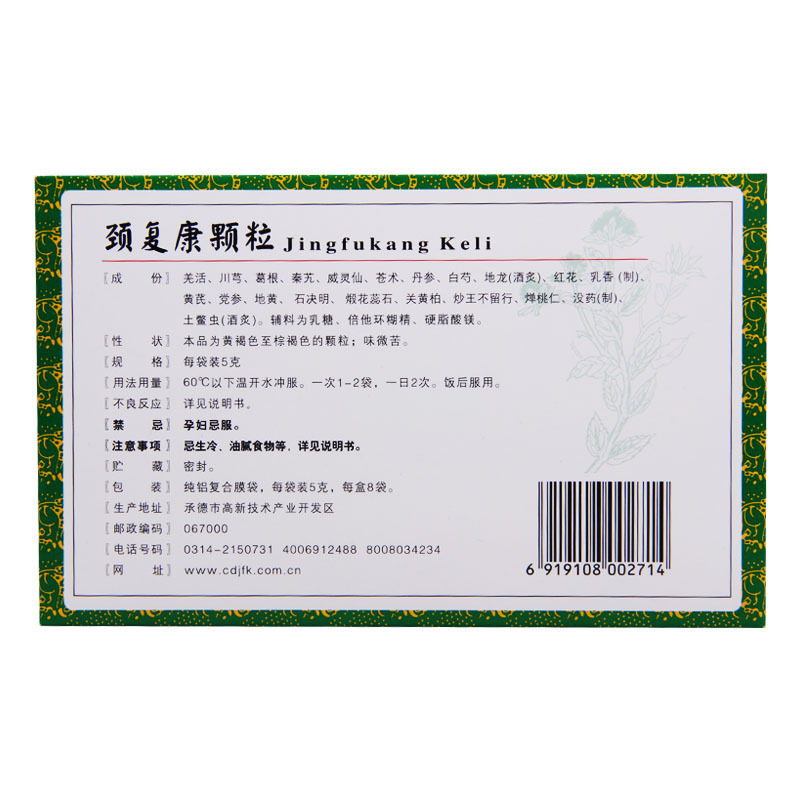 颈复康颗粒 Jingfukang Keli
〖成 份〗羌活、川芎、葛根、秦艽、威灵仙、苍术、丹参、白芍、地龙(酒炙)、红花、乳香(制)、
黄芪、党参、地黄、石决明、煅花蕊石、关黄柏、炒王不留行、燀桃仁、没药(制)、
土鳖虫(酒炙)。辅料为乳糖、倍他环糊精、硬脂酸镁。
〖性 状〗本品为黄褐色至棕褐色的颗粒；味微苦。
〖规 格〗每袋装5克
〖用法用量〗60℃以下温开水冲服。一次1-2袋，一日2次。饭后服用。
〖不良反应〗详见说明书。
〖禁 忌〗孕妇忌服。
〖注意事项〗忌生冷、油腻食物等，详见说明书。
〖贮 藏〗密封。
〖包 装〗纯铝复合膜袋，每袋装5克，每盒8袋。
〖生产地址〗承德市高新技术产业开发区
〖邮政编码〗067000
〖电话号码〗0314-2150731 4006912488 8008034234
〖网 址〗www.cdjfk.com.cn
6 919108 002714